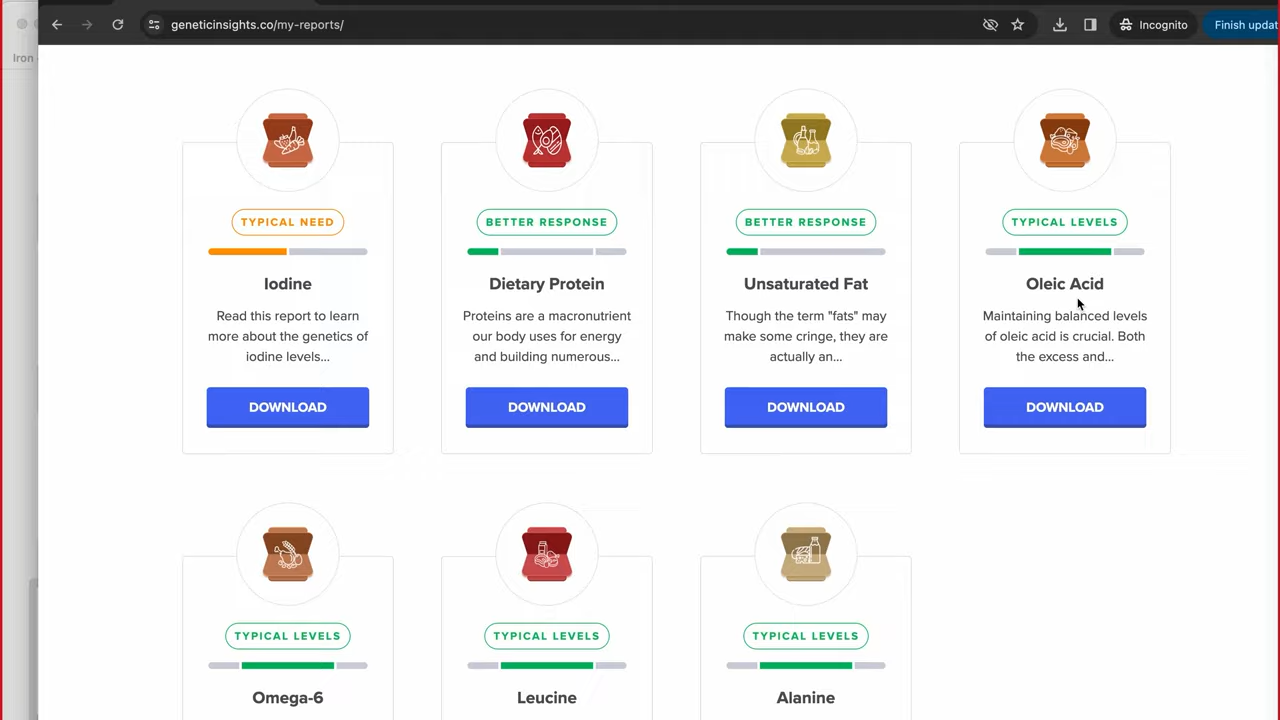 geneticinsights.co/my-reports/
Incognito
Finish updat
Iron
TYPICAL NEED
Iodine
Read this report to learn
more about the genetics of
iodine levels...
DOWNLOAD
BETTER RESPONSE
Dietary Protein
Proteins are a macronutrient
our body uses for energy
and building numerous...
DOWNLOAD
BETTER RESPONSE
Unsaturated Fat
Though the term "fats" may
make some cringe, they are
actually an...
DOWNLOAD
TYPICAL LEVELS
Oleic Acid
Maintaining balanced levels
of oleic acid is crucial. Both
the excess and...
DOWNLOAD
TYPICAL LEVELS
Omega-6
TYPICAL LEVELS
Leucine
TYPICAL LEVELS
Alanine